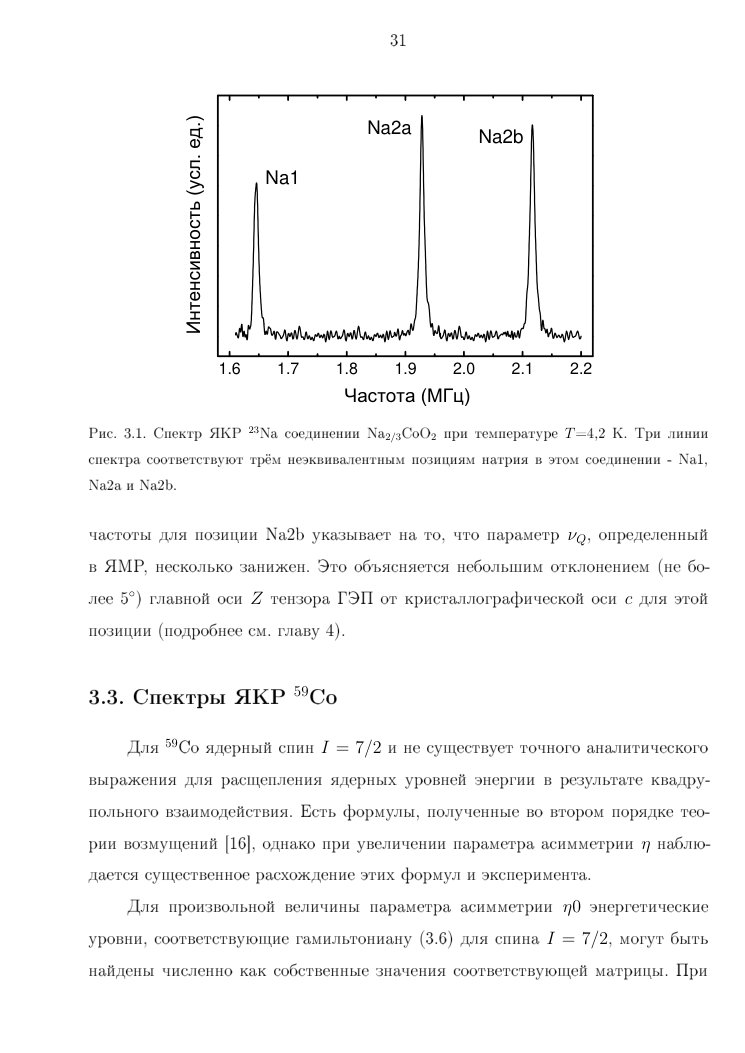 31
Na1
Na2a
Na2b
Интенсивность (усл. ед.)
1.6 1.7 1.8 1.9 2.0 2.1 2.2
Частота (МГц)
Рис. 3.1. Спектр ЯКР ²³Na соединении Na₂/₃CoO₂ при температуре T=4,2 К. Три линии
спектра соответствуют трём неэквивалентным позициям натрия в этом соединении - Na1,
Na2a и Na2b.
частоты для позиции Na2b указывает на то, что параметр ν_Q, определенный
в ЯМР, несколько занижен. Это объясняется небольшим отклонением (не бо-
лее 5°) главной оси Z тензора ГЭП от кристаллографической оси c для этой
позиции (подробнее см. главу 4).
3.3. Спектры ЯКР ⁵⁹Co
Для ⁵⁹Co ядерный спин I = 7/2 и не существует точного аналитического
выражения для расщепления ядерных уровней энергии в результате квадру-
польного взаимодействия. Есть формулы, полученные во втором порядке тео-
рии возмущений [16], однако при увеличении параметра асимметрии η наблю-
дается существенное расхождение этих формул и эксперимента.
Для произвольной величины параметра асимметрии η0 энергетические
уровни, соответствующие гамильтониану (3.6) для спина I = 7/2, могут быть
найдены численно как собственные значения соответствующей матрицы. При